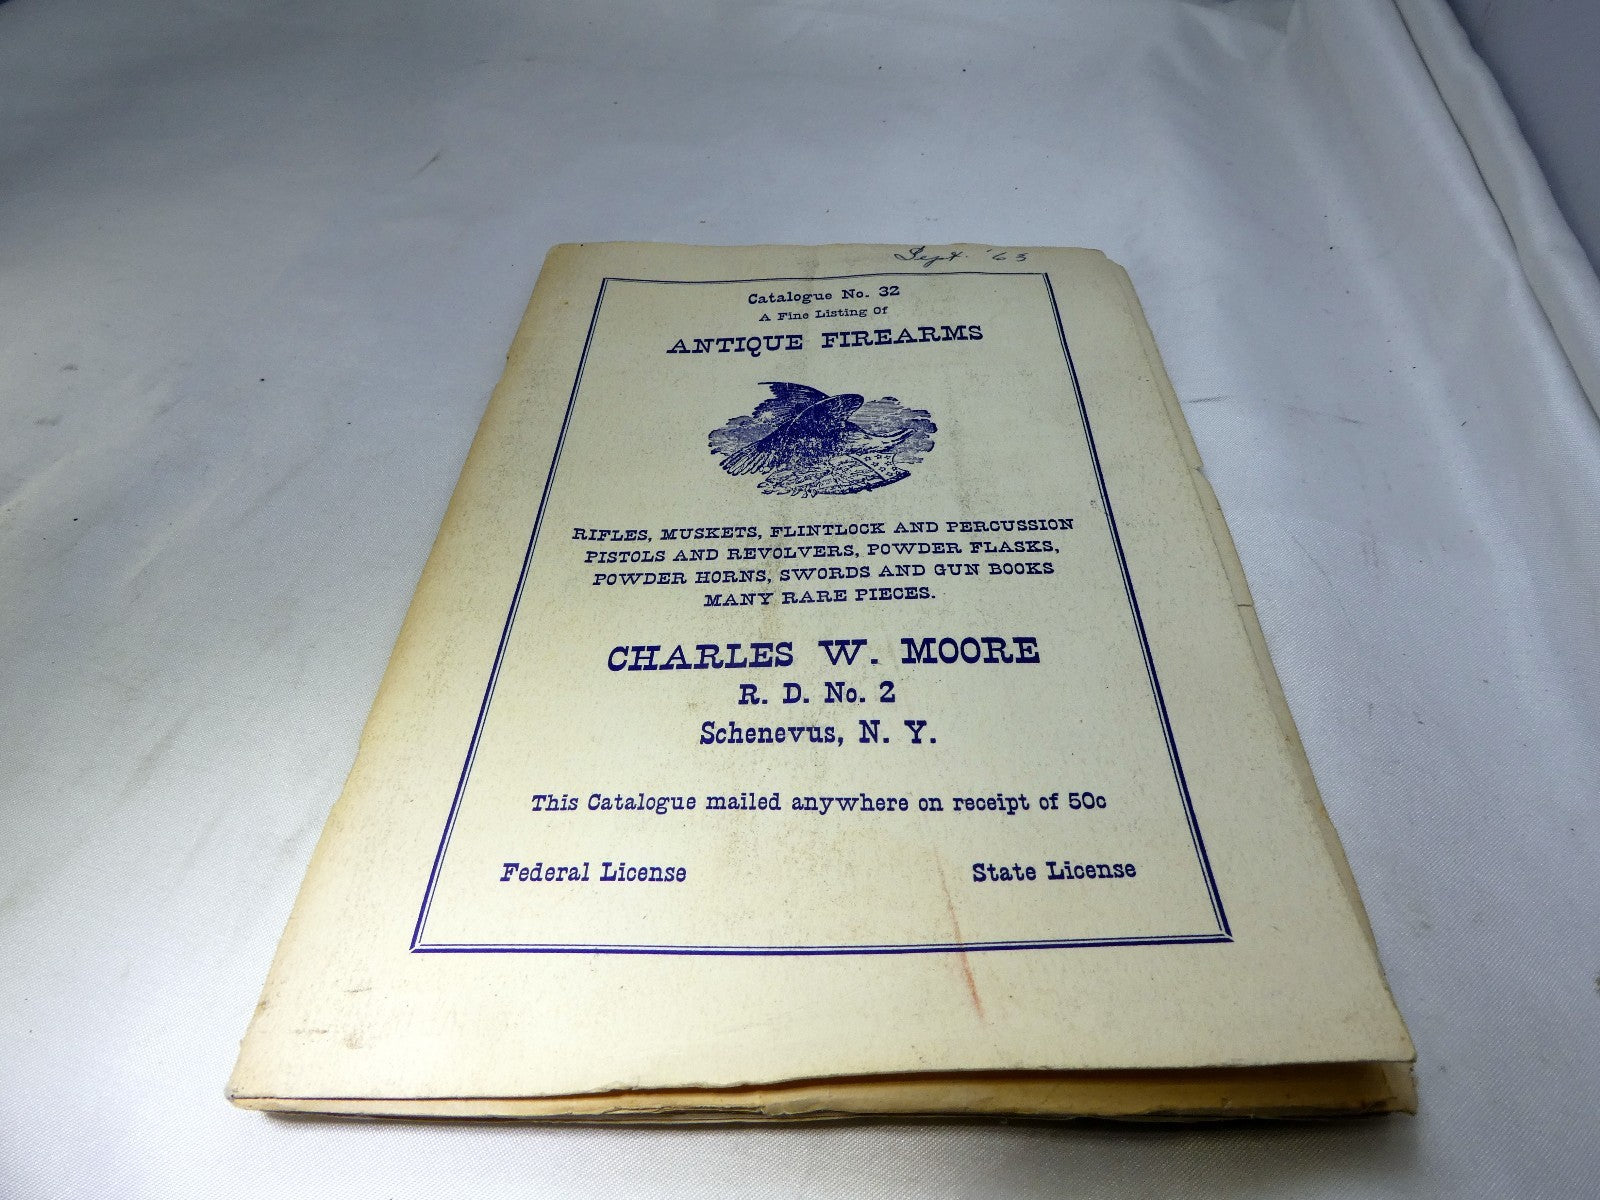 Sept. '63
Catalogue No. 32
A Fine Listing Of
ANTIQUE FIREARMS
RIFLES, MUSKETS, FLINTLOCK AND PERCUSSION
PISTOLS AND REVOLVERS, POWDER FLASKS,
POWDER HORNS, SWORDS AND GUN BOOKS
MANY RARE PIECES.
CHARLES W. MOORE
R. D. No. 2
Schenevus, N. Y.
This Catalogue mailed anywhere on receipt of 50c
Federal License State License